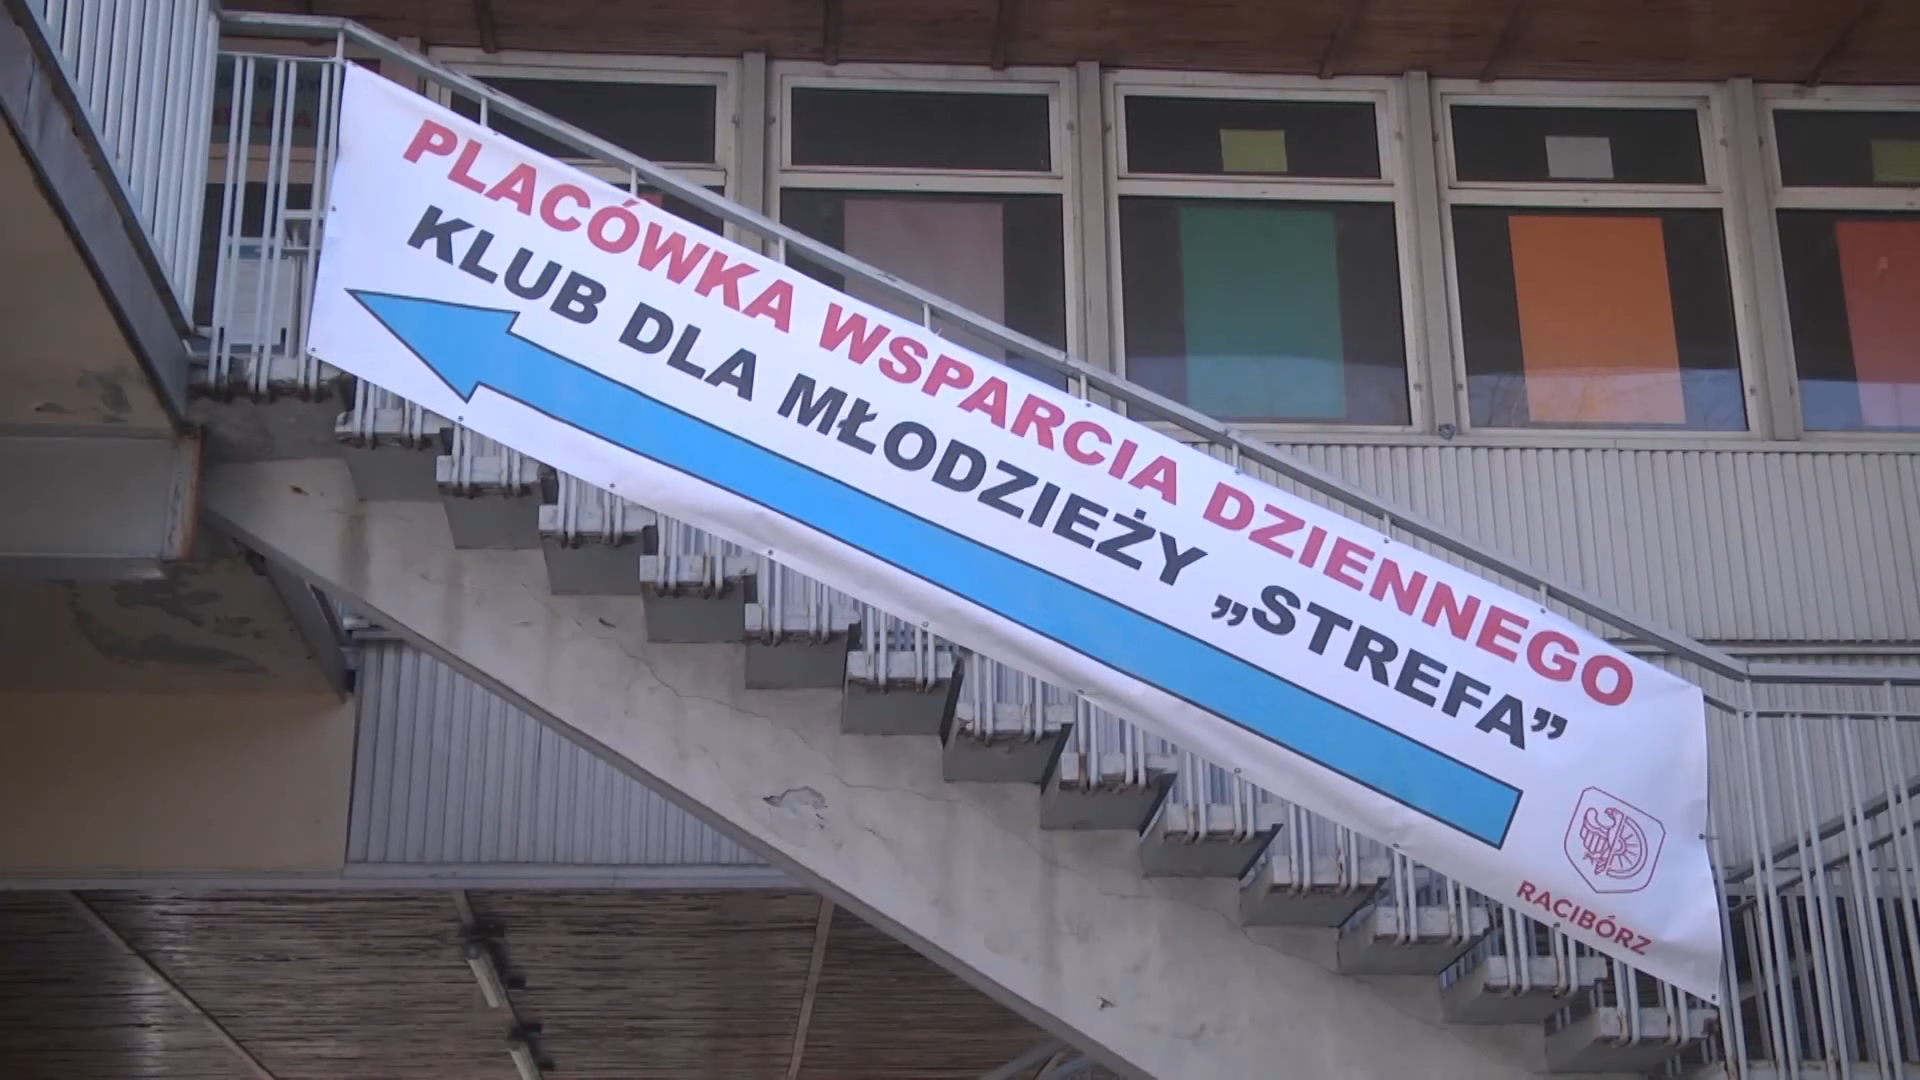 PLACÓWKA WSPARCIA DZIENNEGO
KLUB DLA MŁODZIEŻY „STREFA”
RACIBÓRZ